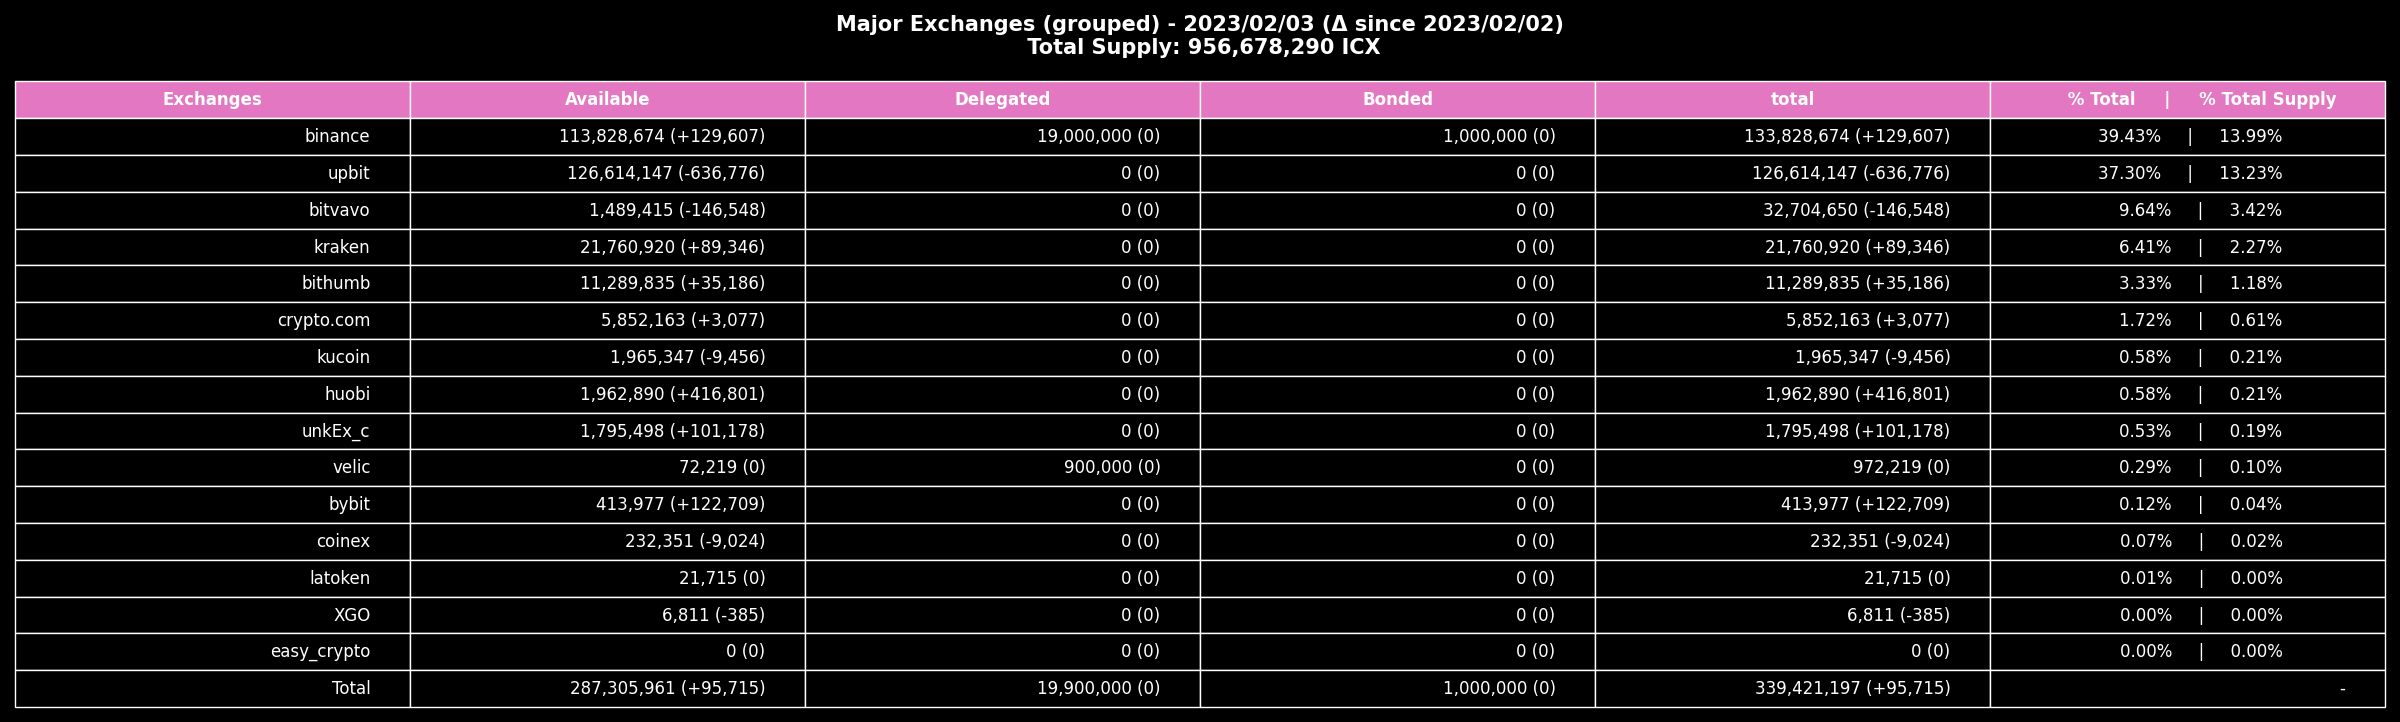 Major Exchanges (grouped) - 2023/02/03 (Δ since 2023/02/02)
Total Supply: 956,678,290 ICX
Exchanges Available Delegated Bonded total % Total | % Total Supply
binance 113,828,674 (+129,607) 19,000,000 (0) 1,000,000 (0) 133,828,674 (+129,607) 39.43% | 13.99%
upbit 126,614,147 (-636,776) 0 (0) 0 (0) 126,614,147 (-636,776) 37.30% | 13.23%
bitvavo 1,489,415 (-146,548) 0 (0) 0 (0) 32,704,650 (-146,548) 9.64% | 3.42%
kraken 21,760,920 (+89,346) 0 (0) 0 (0) 21,760,920 (+89,346) 6.41% | 2.27%
bithumb 11,289,835 (+35,186) 0 (0) 0 (0) 11,289,835 (+35,186) 3.33% | 1.18%
crypto.com 5,852,163 (+3,077) 0 (0) 0 (0) 5,852,163 (+3,077) 1.72% | 0.61%
kucoin 1,965,347 (-9,456) 0 (0) 0 (0) 1,965,347 (-9,456) 0.58% | 0.21%
huobi 1,962,890 (+416,801) 0 (0) 0 (0) 1,962,890 (+416,801) 0.58% | 0.21%
unkEx_c 1,795,498 (+101,178) 0 (0) 0 (0) 1,795,498 (+101,178) 0.53% | 0.19%
velic 72,219 (0) 900,000 (0) 0 (0) 972,219 (0) 0.29% | 0.10%
bybit 413,977 (+122,709) 0 (0) 0 (0) 413,977 (+122,709) 0.12% | 0.04%
coinex 232,351 (-9,024) 0 (0) 0 (0) 232,351 (-9,024) 0.07% | 0.02%
latoken 21,715 (0) 0 (0) 0 (0) 21,715 (0) 0.01% | 0.00%
XGO 6,811 (-385) 0 (0) 0 (0) 6,811 (-385) 0.00% | 0.00%
easy_crypto 0 (0) 0 (0) 0 (0) 0 (0) 0.00% | 0.00%
Total 287,305,961 (+95,715) 19,900,000 (0) 1,000,000 (0) 339,421,197 (+95,715) -